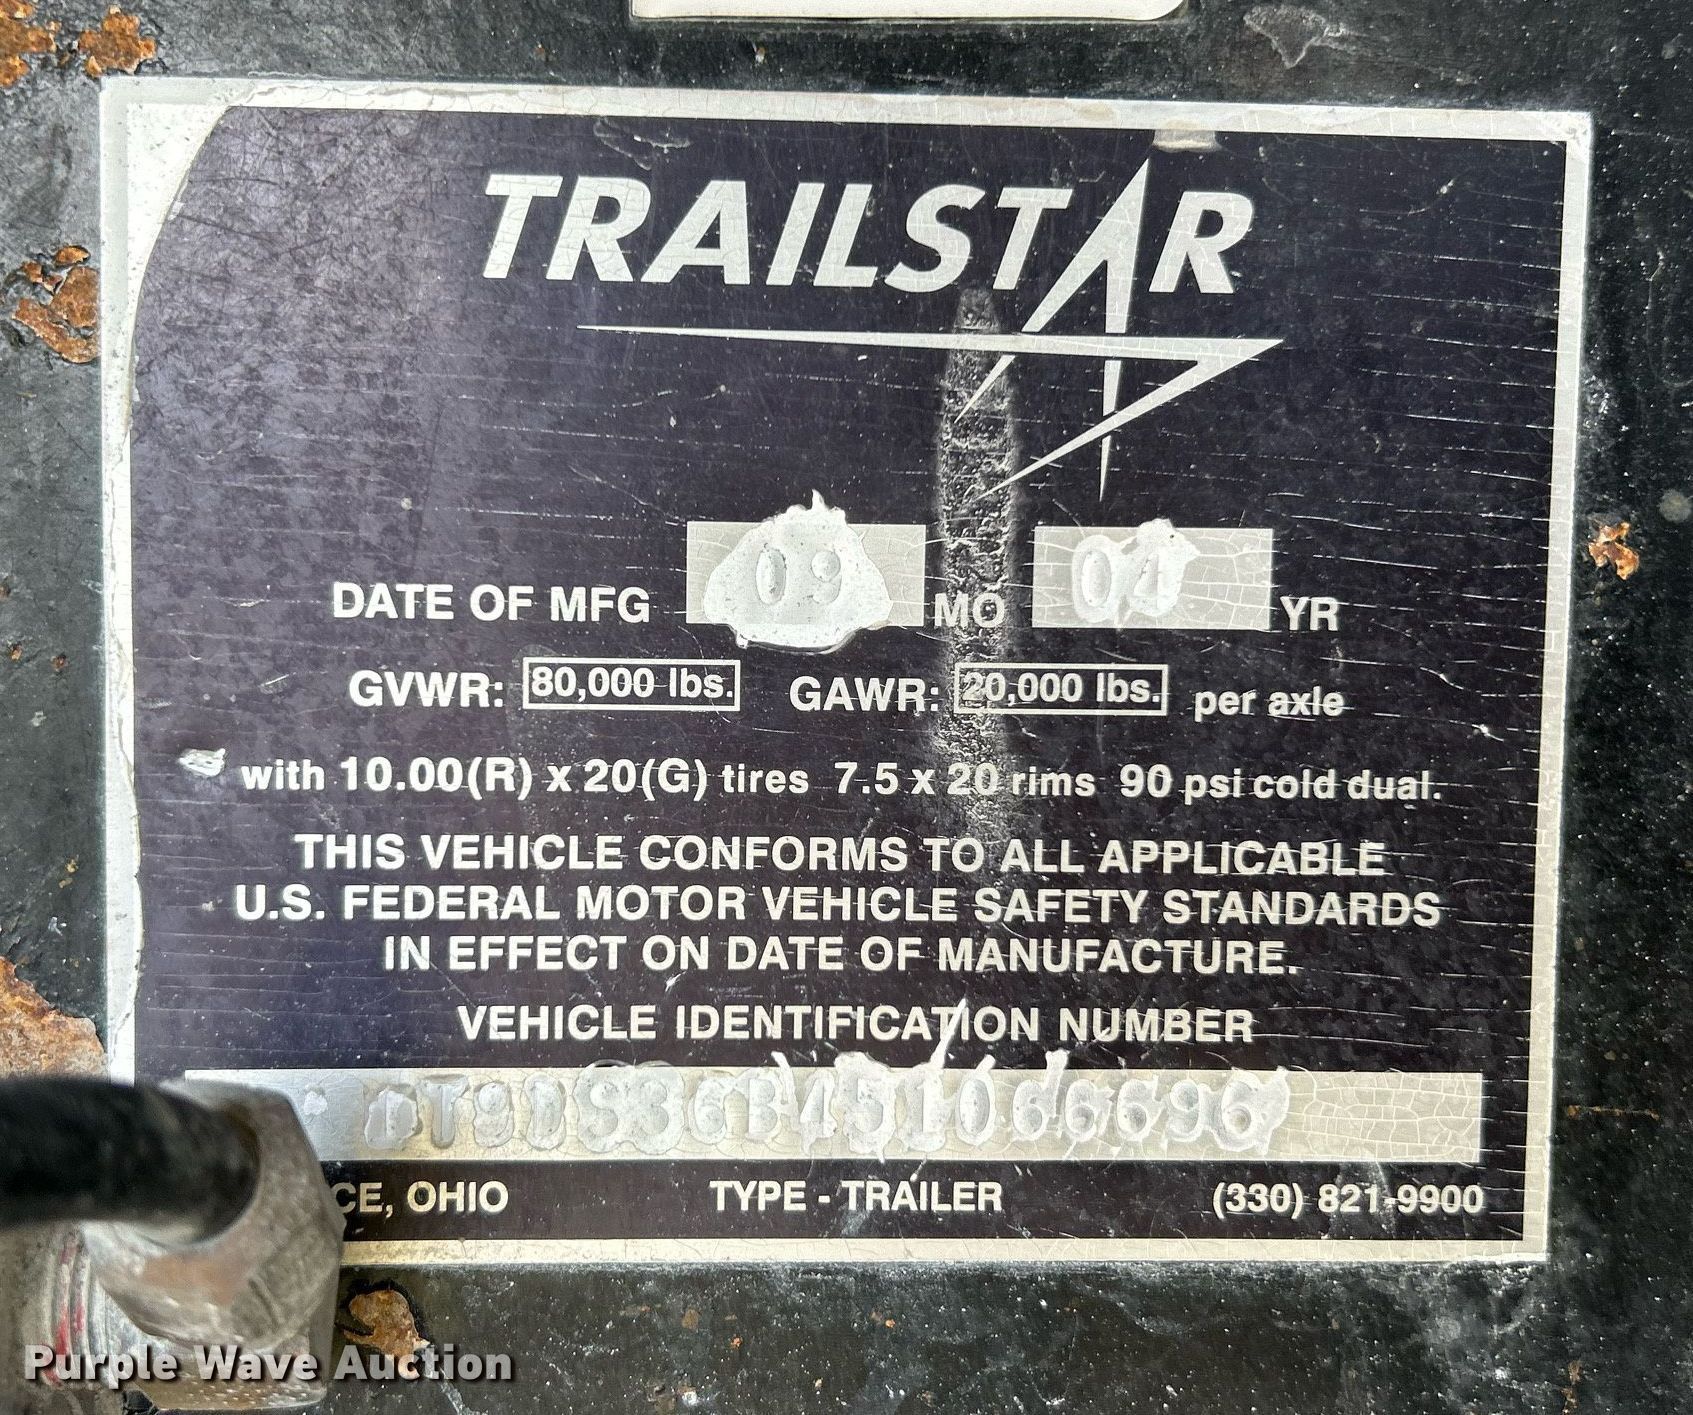 TRAILSTAR
DATE OF MFG 09 MO 04 YR
GVWR: 80,000 lbs. GAWR: 20,000 lbs. per axle
with 10.00(R) x 20(G) tires 7.5 x 20 rims 90 psi cold dual.
THIS VEHICLE CONFORMS TO ALL APPLICABLE
U.S. FEDERAL MOTOR VEHICLE SAFETY STANDARDS
IN EFFECT ON DATE OF MANUFACTURE.
VEHICLE IDENTIFICATION NUMBER
CE, OHIO TYPE - TRAILER (330) 821-9900
Purple Wave Auction